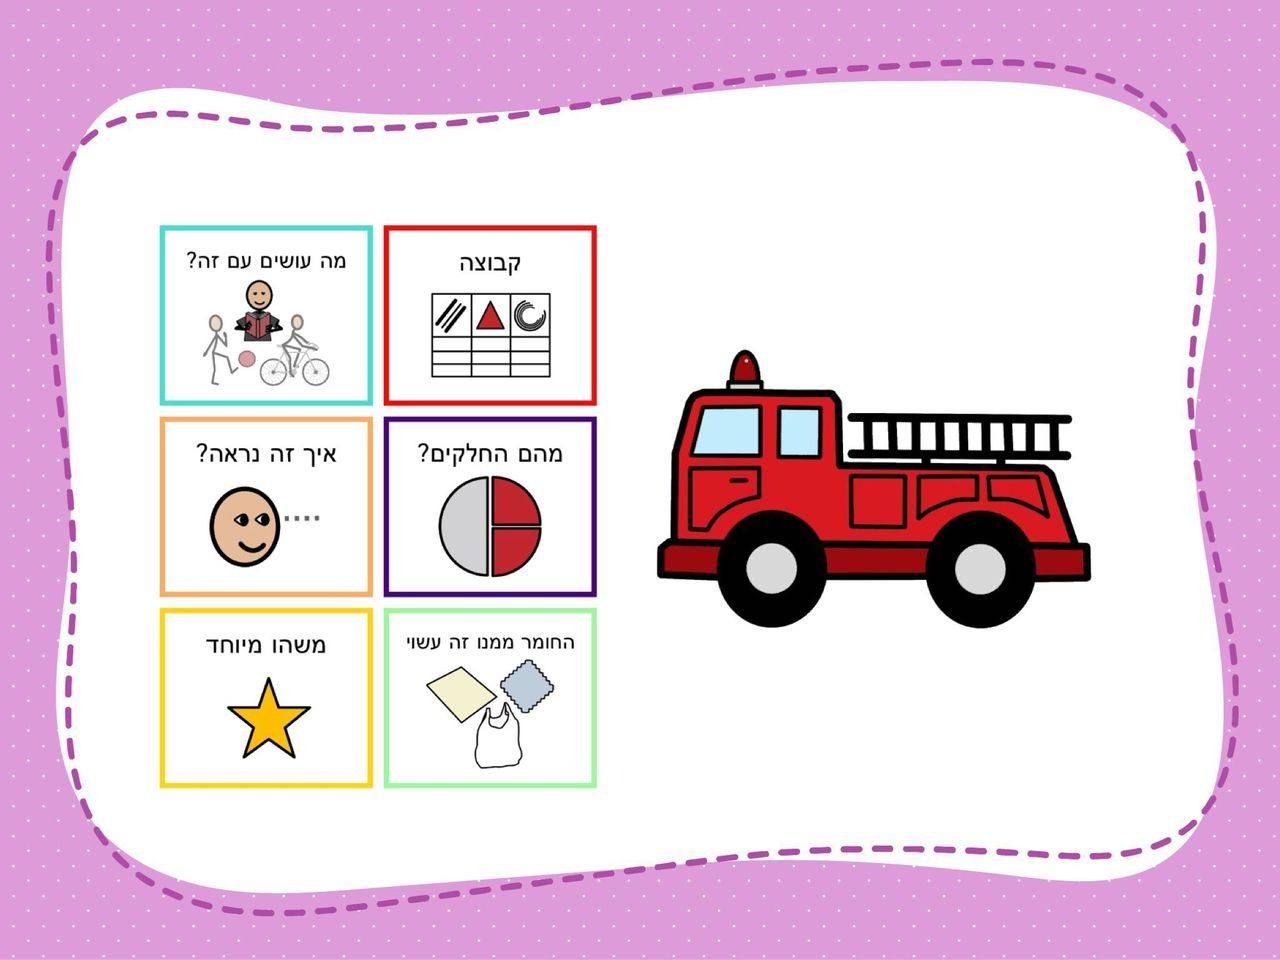 קבוצה
מה עושים עם זה?
מהם החלקים?
איך זה נראה?
החומר ממנו זה עשוי
משהו מיוחד